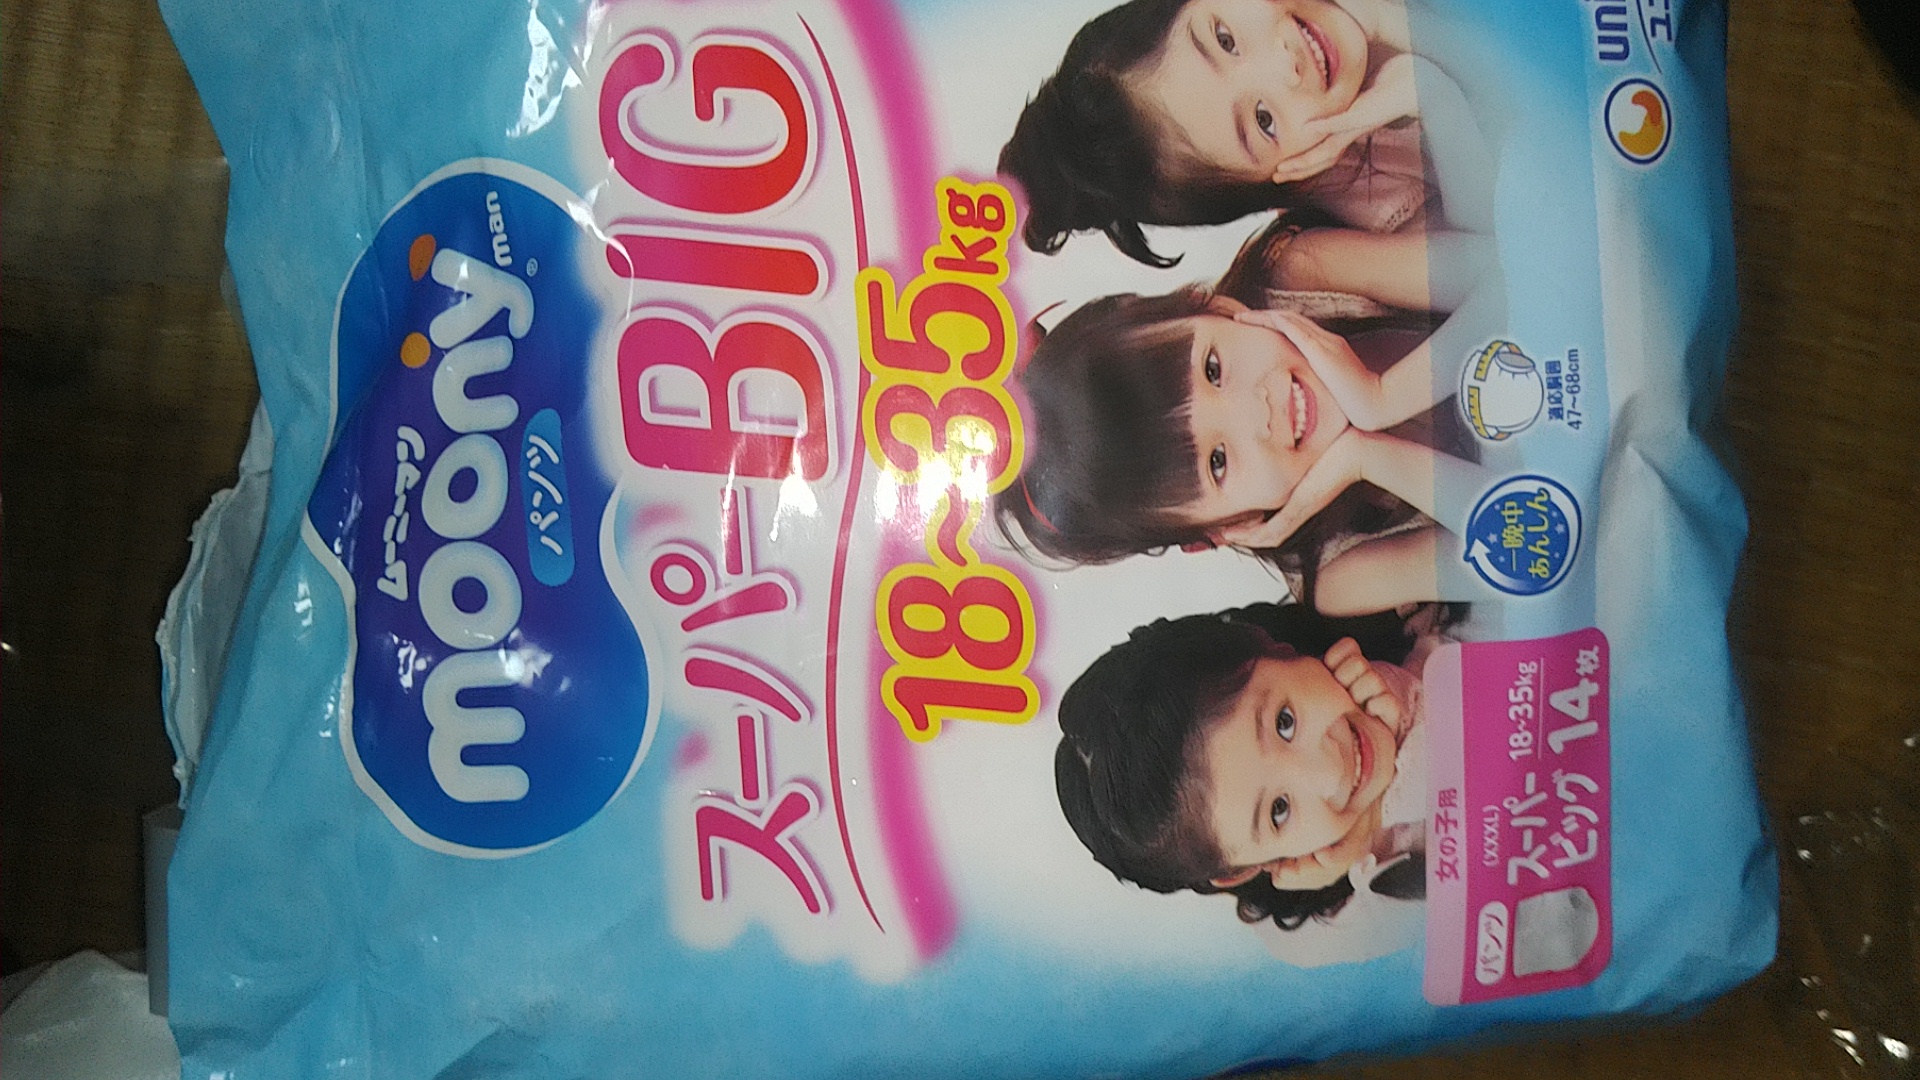 ムーニーマン
moony
man
パンツ
スーパーBIG
18~35kg
適応胴囲
47~68cm
一晩中
あんしん
女の子用
パンツ
(XXXL)
スーパー
ビッグ
18~35kg
14枚
uni
ユニ